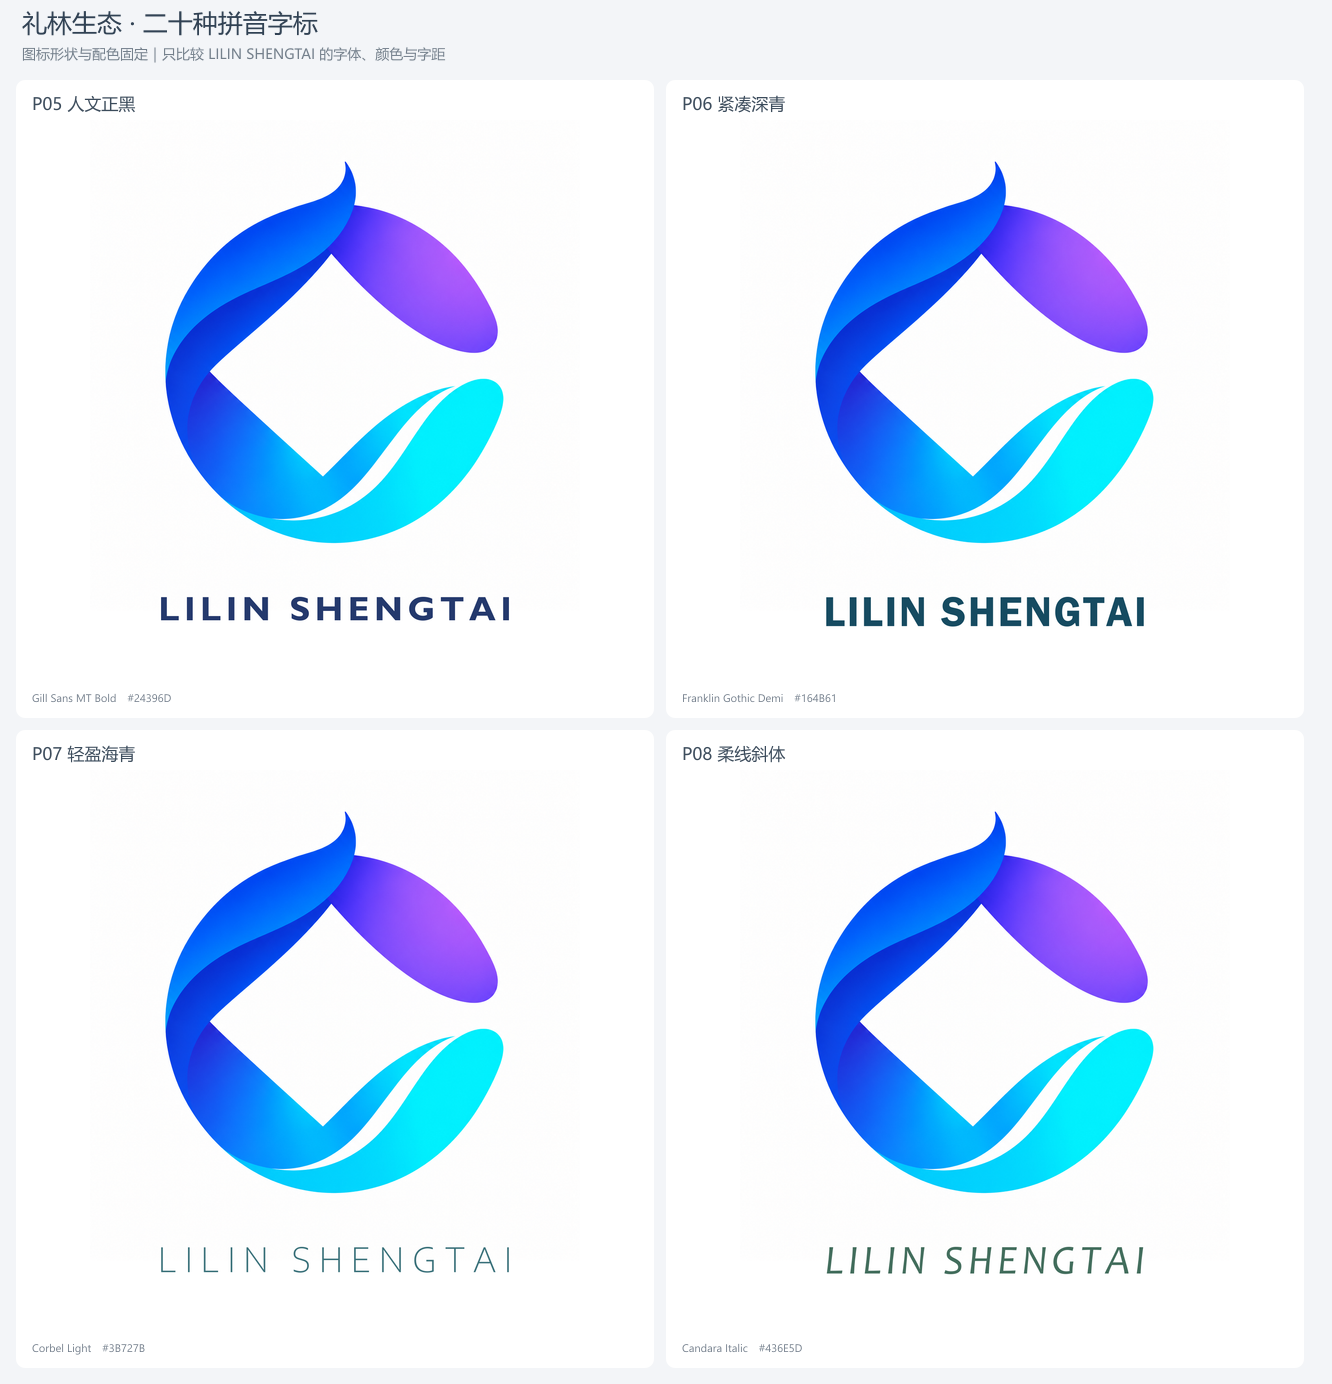 礼林生态 · 二十种拼音字标
图标形状与配色固定｜只比较 LILIN SHENGTAI 的字体、颜色与字距
P05 人文正黑
LILIN SHENGTAI
Gill Sans MT Bold #24396D
P06 紧凑深青
LILIN SHENGTAI
Franklin Gothic Demi #164B61
P07 轻盈海青
LILIN SHENGTAI
Corbel Light #3B727B
P08 柔线斜体
LILIN SHENGTAI
Candara Italic #436E5D